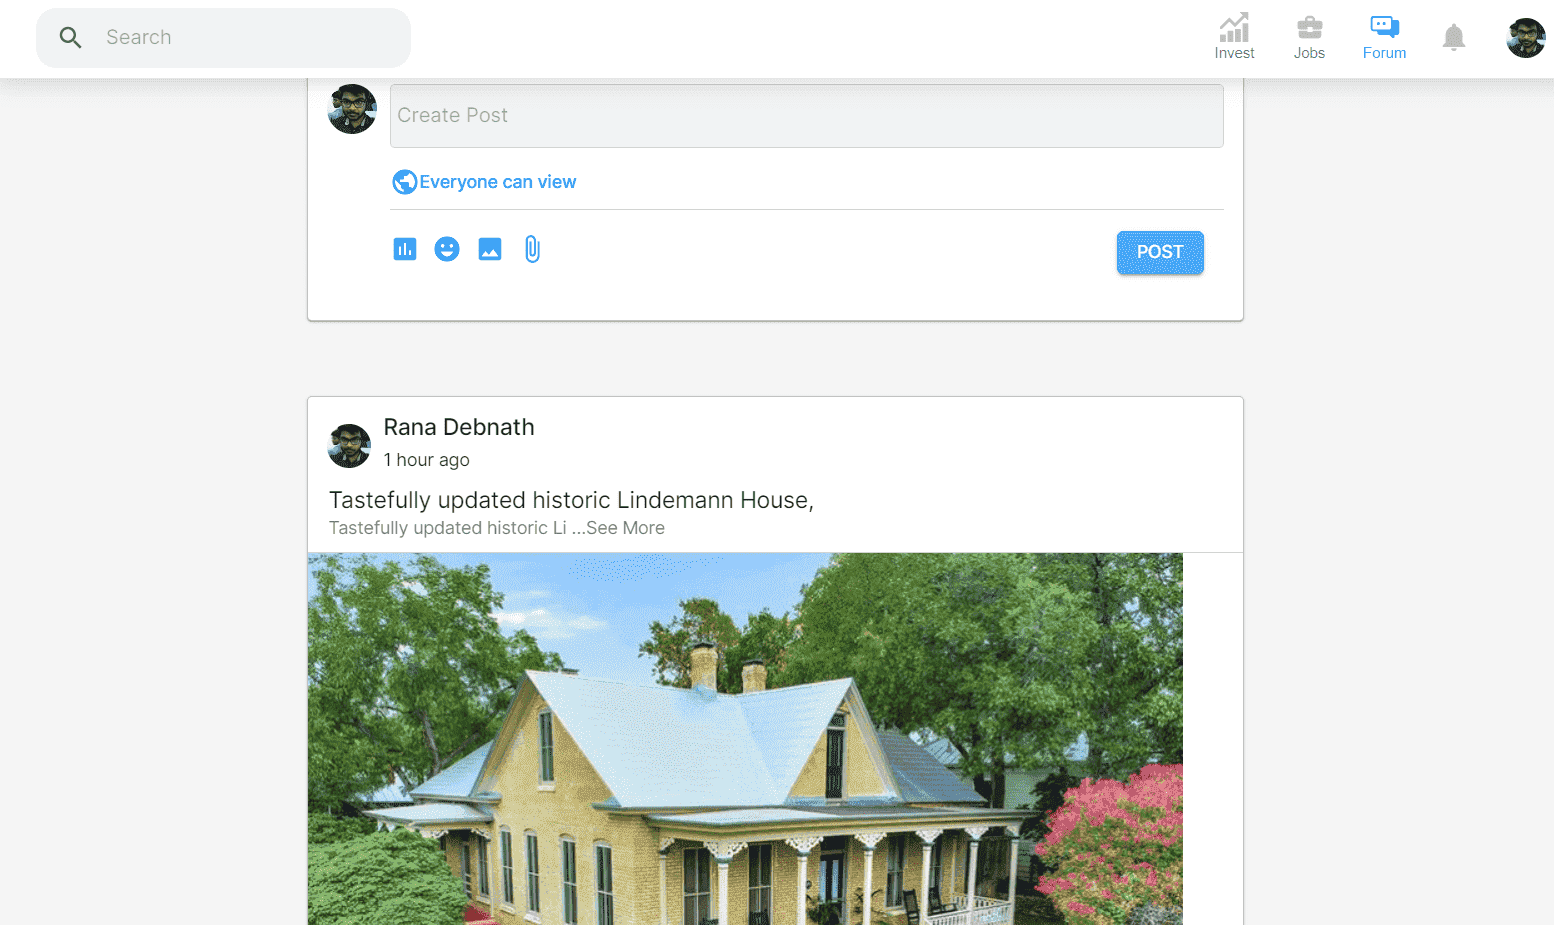 Search
Invest
Jobs
Forum
Create Post
Everyone can view
POST
Rana Debnath
1 hour ago
Tastefully updated historic Lindemann House,
Tastefully updated historic Li ...See More